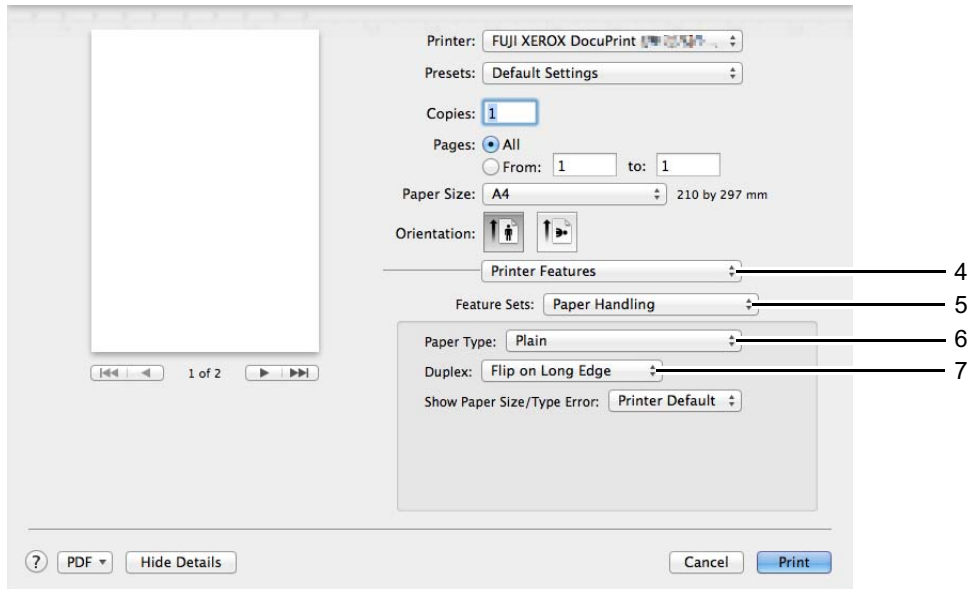 Printer: FUJI XEROX DocuPrint
Presets: Default Settings
Copies: 1
Pages: All
From: 1 to: 1
Paper Size: A4 210 by 297 mm
Orientation:
Printer Features 4
Feature Sets: Paper Handling 5
Paper Type: Plain 6
1 of 2 Duplex: Flip on Long Edge 7
Show Paper Size/Type Error: Printer Default
? PDF Hide Details Cancel Print